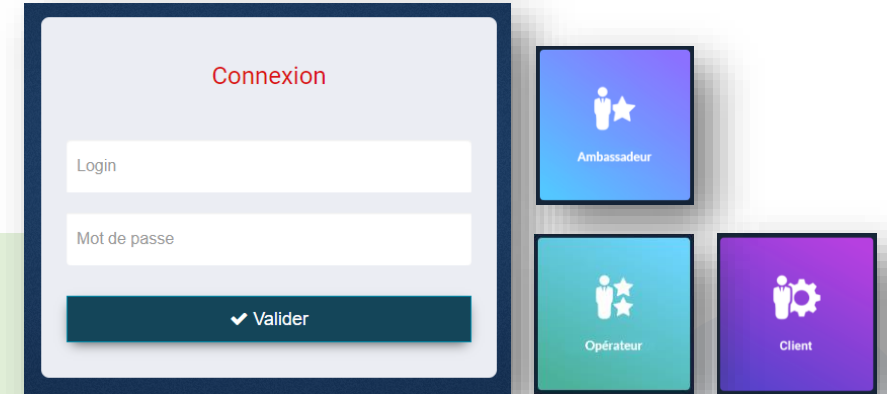 Connexion
Login
Mot de passe
Valider
Ambassadeur
Opérateur
Client